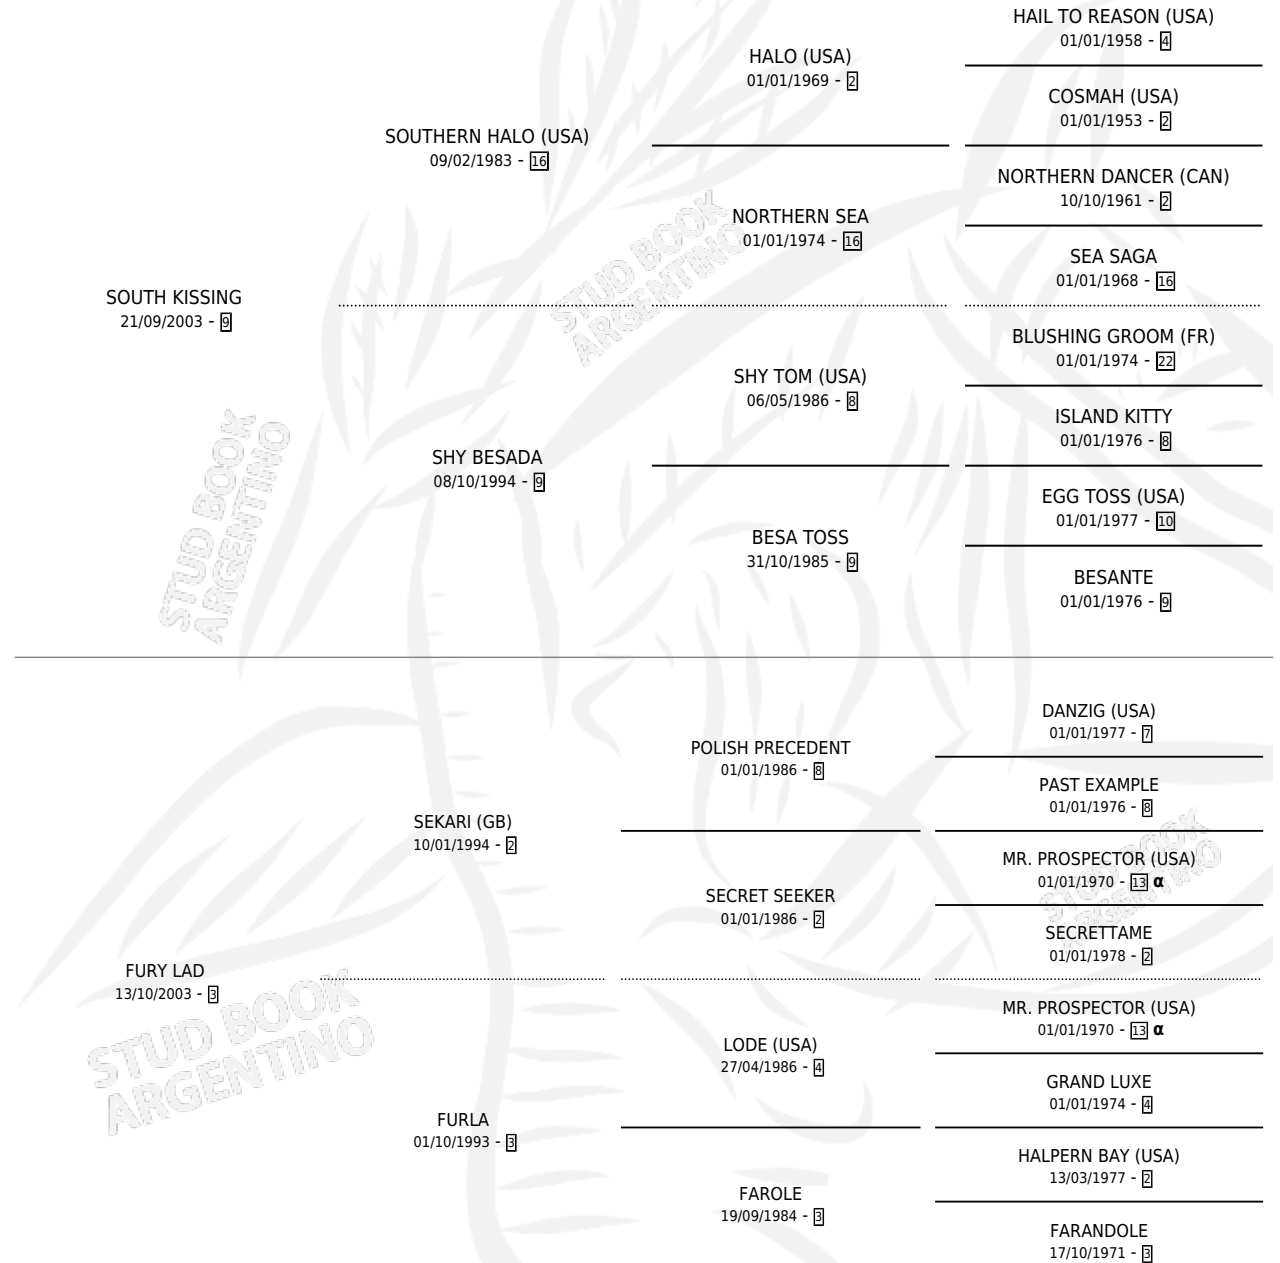 HAIL TO REASON (USA)
01/01/1958 - 4
HALO (USA)
01/01/1969 - 2
COSMAH (USA)
01/01/1953 - 2
SOUTHERN HALO (USA)
09/02/1983 - 16
NORTHERN DANCER (CAN)
10/10/1961 - 2
NORTHERN SEA
01/01/1974 - 16
SEA SAGA
01/01/1968 - 16
SOUTH KISSING
21/09/2003 - 9
BLUSHING GROOM (FR)
01/01/1974 - 22
SHY TOM (USA)
06/05/1986 - 8
ISLAND KITTY
01/01/1976 - 8
SHY BESADA
08/10/1994 - 9
EGG TOSS (USA)
01/01/1977 - 10
BESA TOSS
31/10/1985 - 9
BESANTE
01/01/1976 - 9
STUD BOOK
ARGENTINO
STUD BOOK
ARGENTINO
DANZIG (USA)
01/01/1977 - 7
POLISH PRECEDENT
01/01/1986 - 8
PAST EXAMPLE
01/01/1976 - 8
SEKARI (GB)
10/01/1994 - 2
MR. PROSPECTOR (USA)
01/01/1970 - 13 α
SECRET SEEKER
01/01/1986 - 2
SECRETTAME
01/01/1978 - 2
FURY LAD
13/10/2003 - 3
MR. PROSPECTOR (USA)
01/01/1970 - 13 α
LODE (USA)
27/04/1986 - 4
GRAND LUXE
01/01/1974 - 4
FURLA
01/10/1993 - 3
HALPERN BAY (USA)
13/03/1977 - 2
FAROLE
19/09/1984 - 3
FARANDOLE
17/10/1971 - 3
STUD BOOK
ARGENTINO
STUD BOOK
ARGENTINO